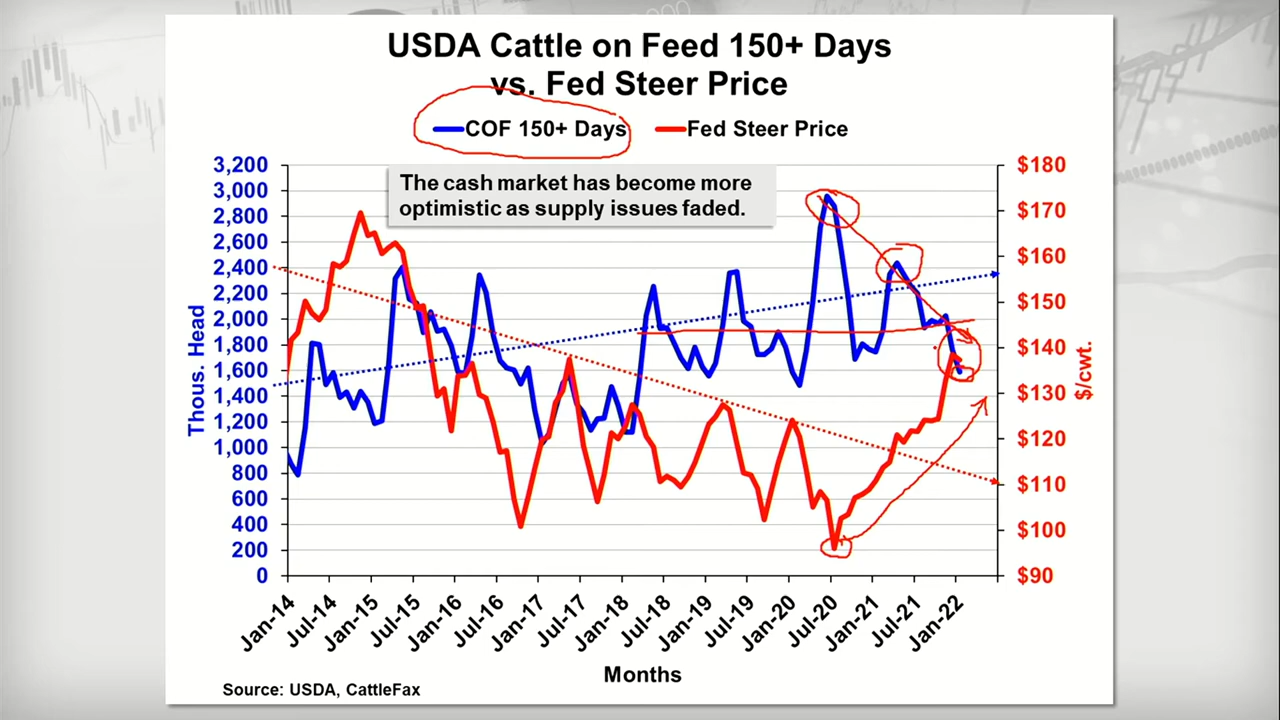 USDA Cattle on Feed 150+ Days
vs. Fed Steer Price
COF 150+ Days
Fed Steer Price
The cash market has become more
optimistic as supply issues faded.
3,200
3,000
2,800
2,600
2,400
2,200
2,000
1,800
1,600
1,400
1,200
1,000
800
600
400
200
0
Thous. Head
$180
$170
$160
$150
$140
$130
$120
$110
$100
$90
$/cwt.
Jan-14
Jul-14
Jan-15
Jul-15
Jan-16
Jul-16
Jan-17
Jul-17
Jan-18
Jul-18
Jan-19
Jul-19
Jan-20
Jul-20
Jan-21
Jul-21
Jan-22
Months
Source: USDA, CattleFax